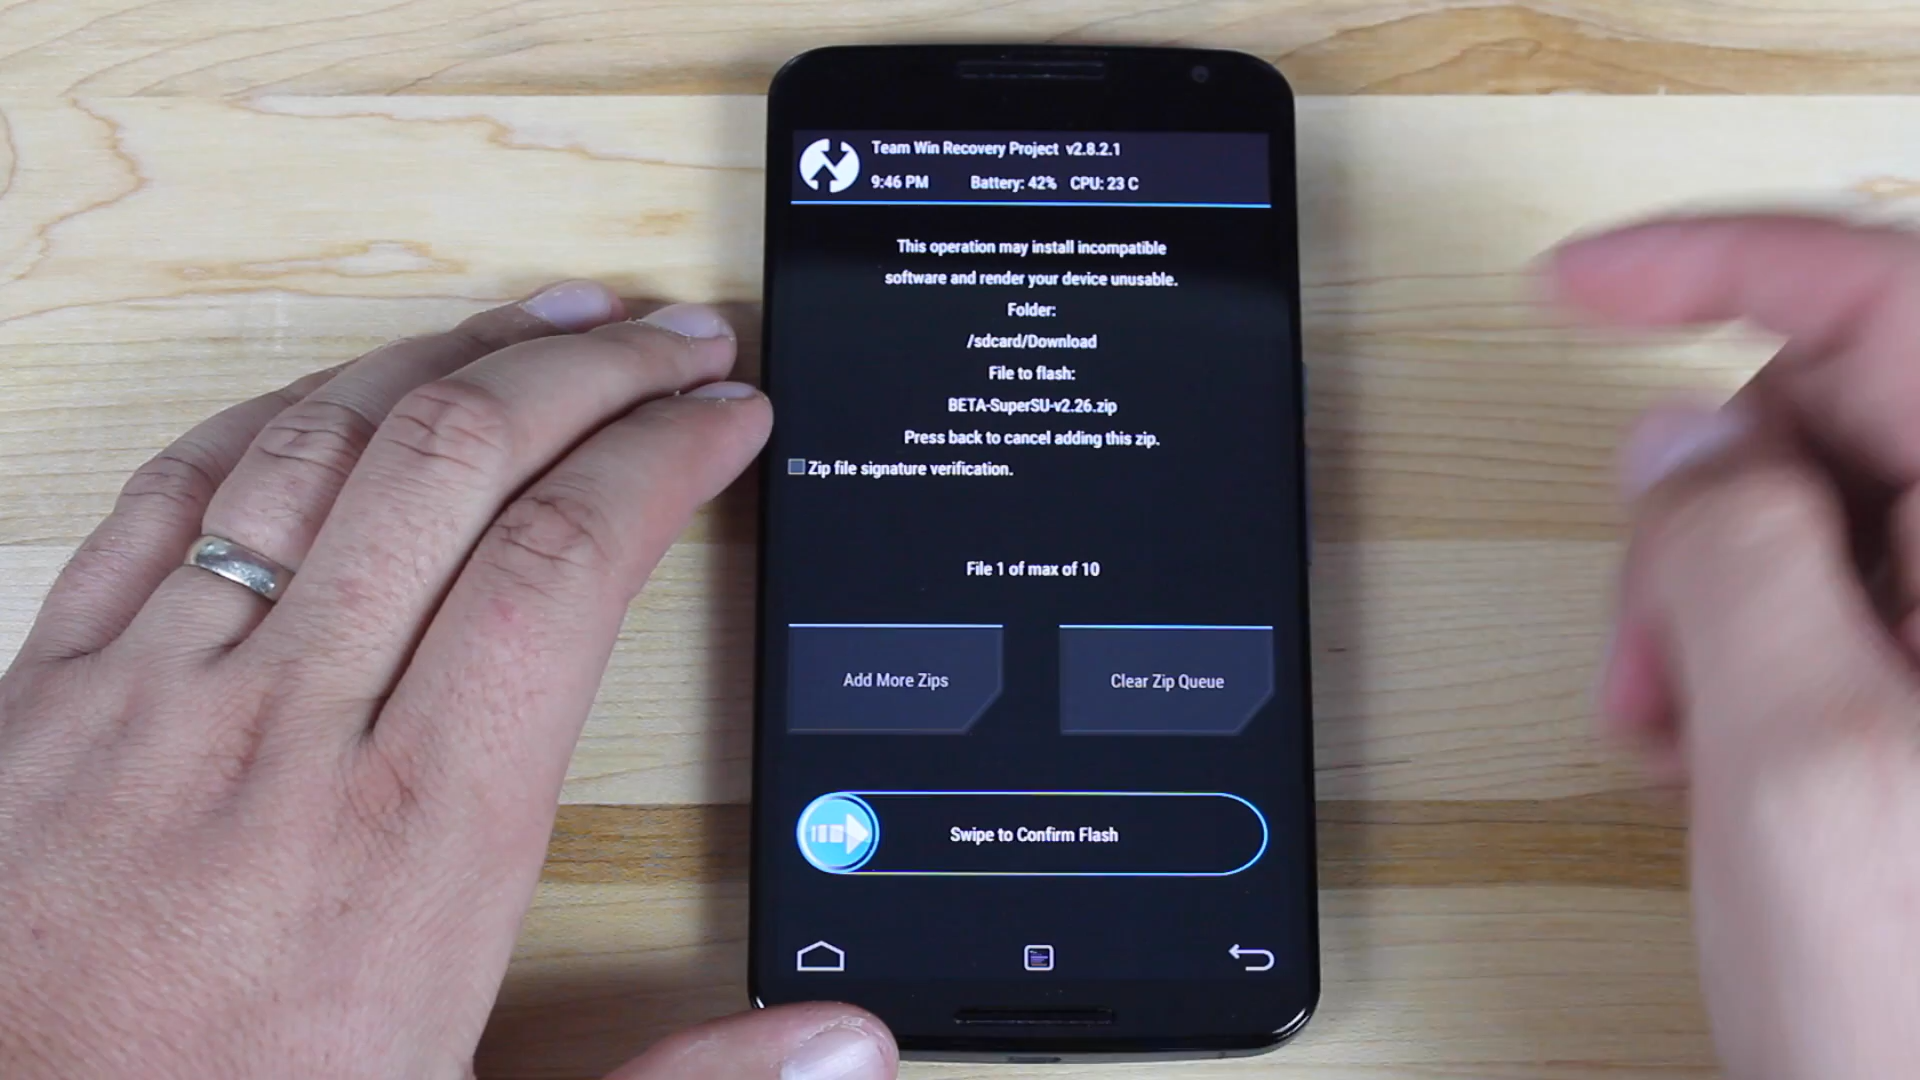 Team Win Recovery Project v2.8.2.1
9:46 PM Battery: 42% CPU: 23 C
This operation may install incompatible
software and render your device unusable.
Folder:
/sdcard/Download
File to flash:
BETA-SuperSU-v2.26.zip
Press back to cancel adding this zip.
Zip file signature verification.
File 1 of max of 10
Add More Zips
Clear Zip Queue
Swipe to Confirm Flash